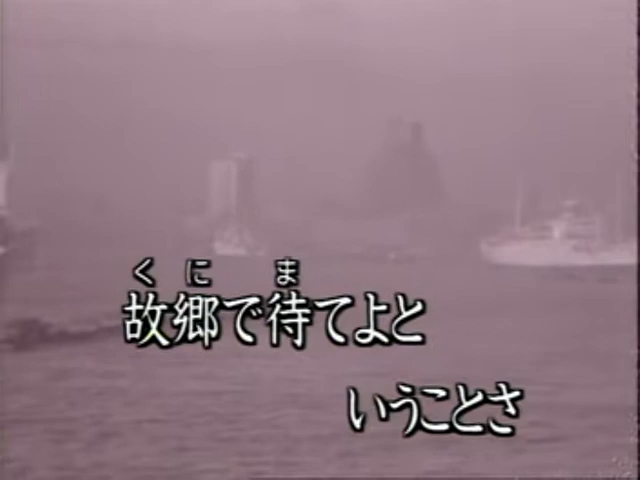 くに ま
故郷で待てよと
いうことさ